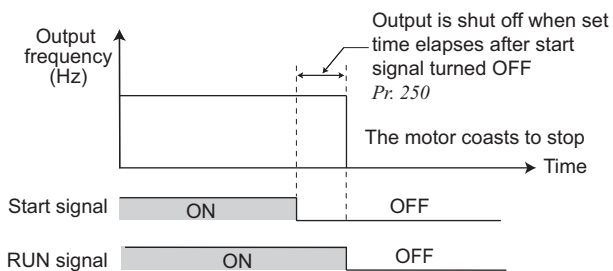 Output is shut off when set
time elapses after start
signal turned OFF
Pr. 250
Output
frequency
(Hz)
The motor coasts to stop
Time
Start signal
ON
OFF
RUN signal
ON
OFF